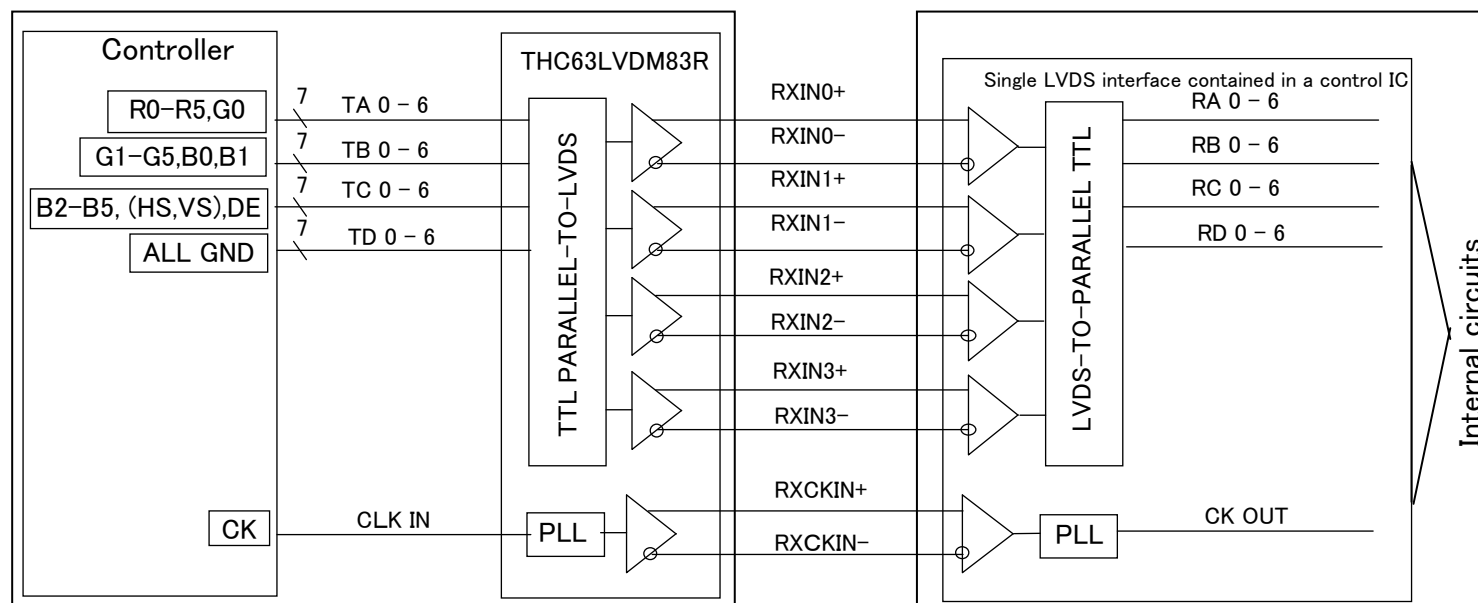 Controller
THC63LVDM83R
Single LVDS interface contained in a control IC
R0-R5,G0
7
TA 0 - 6
G1-G5,B0,B1
7
TB 0 - 6
B2-B5, (HS,VS),DE
7
TC 0 - 6
ALL GND
7
TD 0 - 6
CK
CLK IN
TTL PARALLEL-TO-LVDS
PLL
RXIN0+
RXIN0-
RXIN1+
RXIN1-
RXIN2+
RXIN2-
RXIN3+
RXIN3-
RXCKIN+
RXCKIN-
LVDS-TO-PARALLEL TTL
PLL
RA 0 - 6
RB 0 - 6
RC 0 - 6
RD 0 - 6
CK OUT
Internal circuits